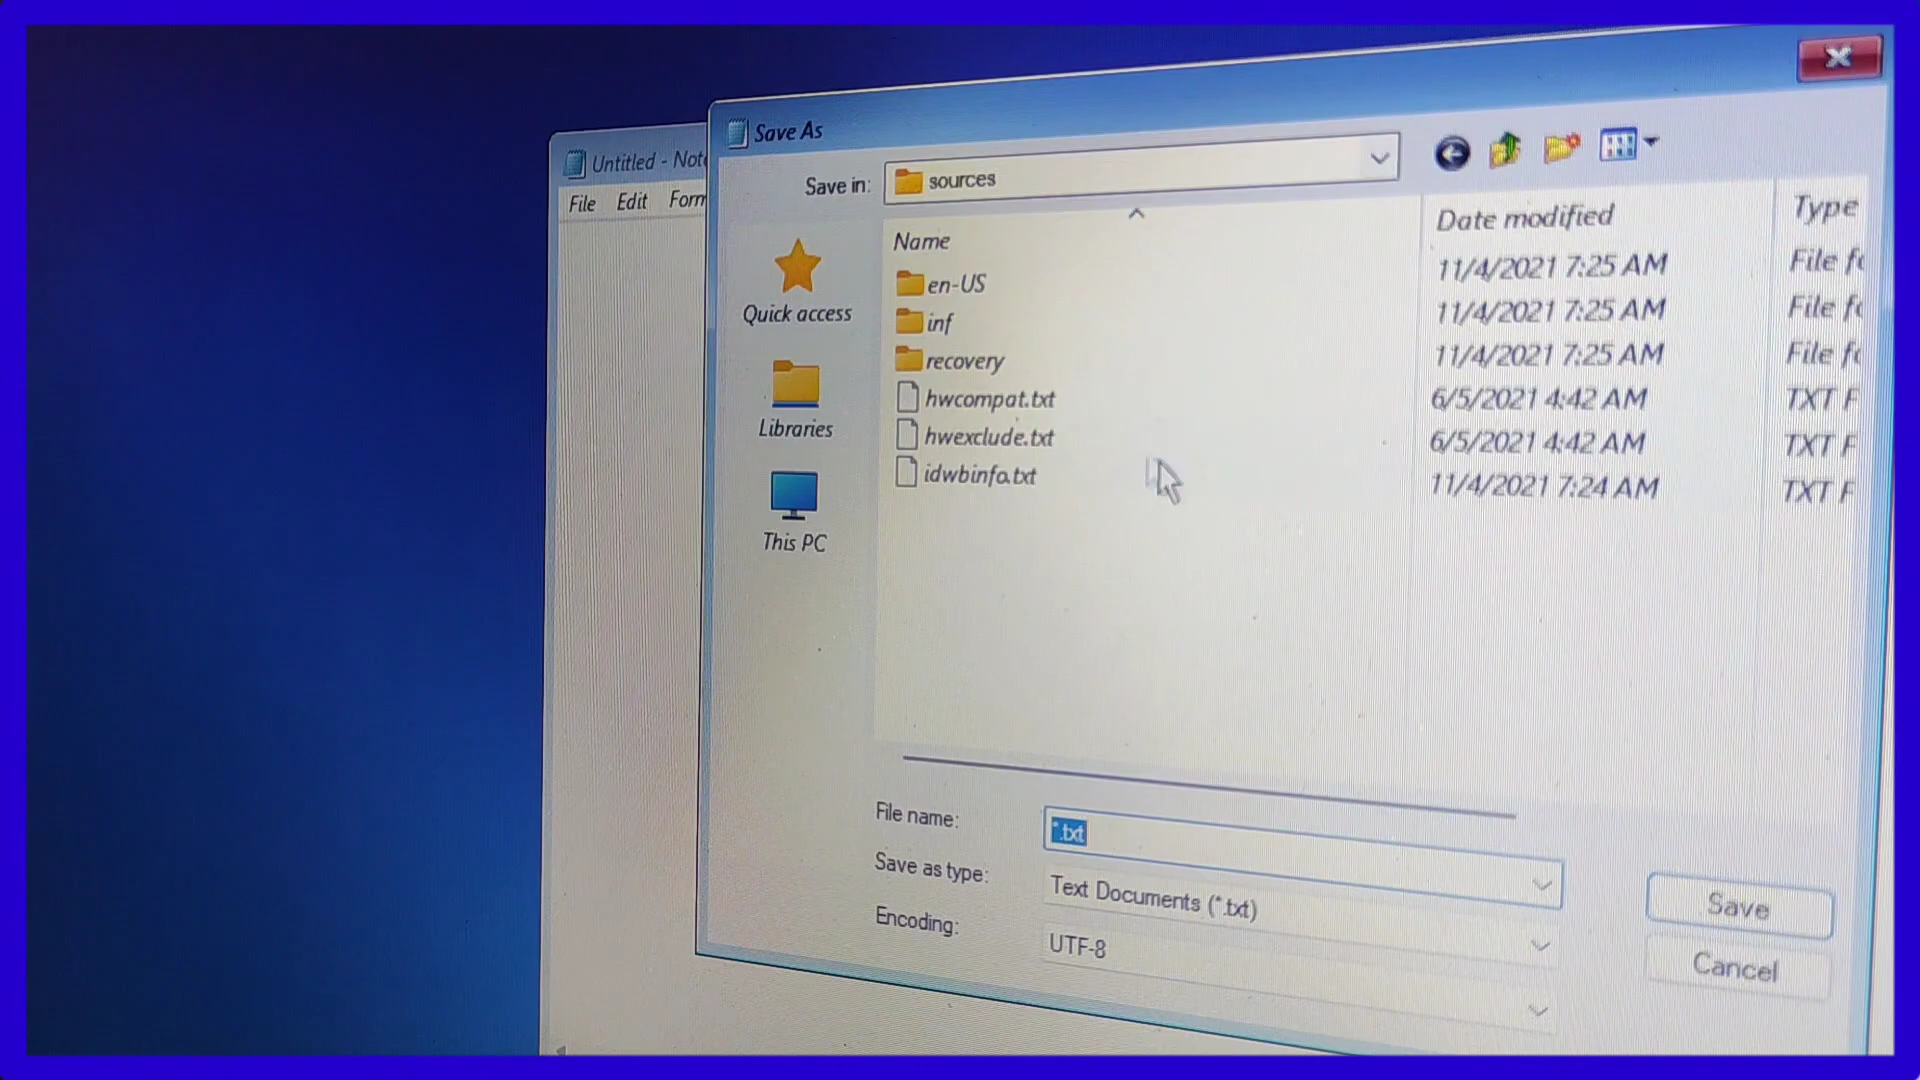 Save As
Untitled - Note
File Edit Form
Save in: sources
Name Date modified Type
en-US 11/4/2021 7:25 AM File fo
inf 11/4/2021 7:25 AM File fo
recovery 11/4/2021 7:25 AM File fo
hwcompat.txt 6/5/2021 4:42 AM TXT F
hwexclude.txt 6/5/2021 4:42 AM TXT F
idwbinfo.txt 11/4/2021 7:24 AM TXT F
Quick access
Libraries
This PC
File name: *.txt
Save as type: Text Documents (*.txt)
Encoding: UTF-8
Save
Cancel